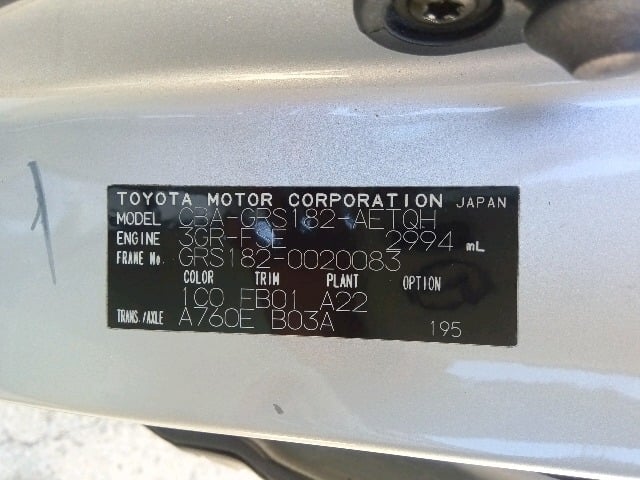 TOYOTA MOTOR CORPORATION JAPAN
MODEL CBA-GRS182-AETQH
ENGINE 3GR-FSE 2994 mL
FRAME No. GRS182-0020083
COLOR TRIM PLANT OPTION
1C0 FB01 A22
TRANS./AXLE A760E B03A 195